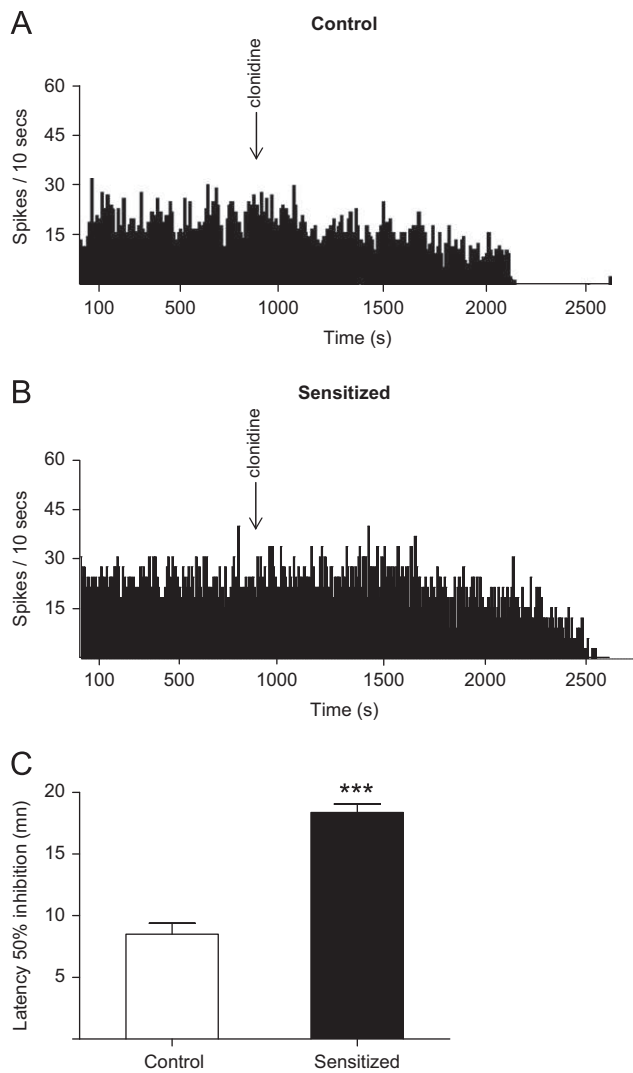 A
Control
clonidine
60
45
30
15
Spikes / 10 secs
100 500 1000 1500 2000 2500
Time (s)
B
Sensitized
clonidine
60
45
30
15
Spikes / 10 secs
100 500 1000 1500 2000 2500
Time (s)
C
***
20
15
10
5
Latency 50% inhibition (mn)
Control Sensitized